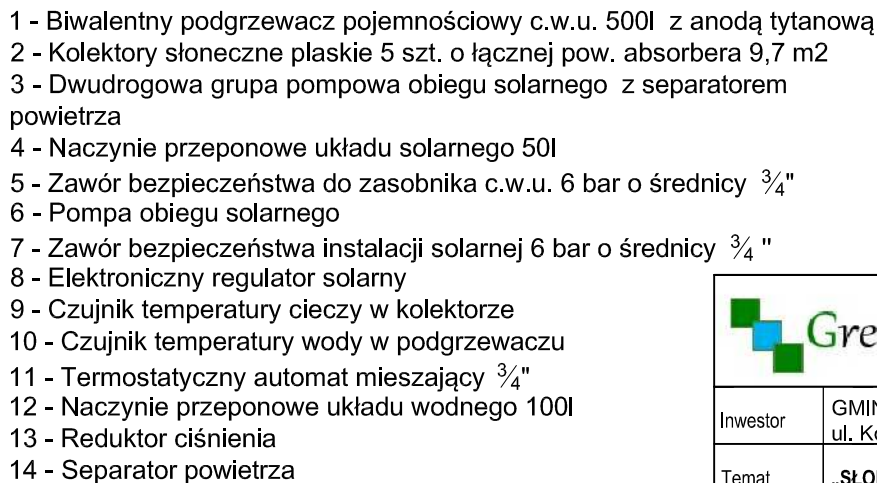 1 - Biwalentny podgrzewacz pojemnościowy c.w.u. 500l z anodą tytanową
2 - Kolektory słoneczne plaskie 5 szt. o łącznej pow. absorbera 9,7 m2
3 - Dwudrogowa grupa pompowa obiegu solarnego z separatorem
powietrza
4 - Naczynie przeponowe układu solarnego 50l
5 - Zawór bezpieczeństwa do zasobnika c.w.u. 6 bar o średnicy ¾"
6 - Pompa obiegu solarnego
7 - Zawór bezpieczeństwa instalacji solarnej 6 bar o średnicy ¾ "
8 - Elektroniczny regulator solarny
9 - Czujnik temperatury cieczy w kolektorze
10 - Czujnik temperatury wody w podgrzewaczu
11 - Termostatyczny automat mieszający ¾"
12 - Naczynie przeponowe układu wodnego 100l
13 - Reduktor ciśnienia
14 - Separator powietrza
Gre
Inwestor
GMIN
ul. Ko
Temat